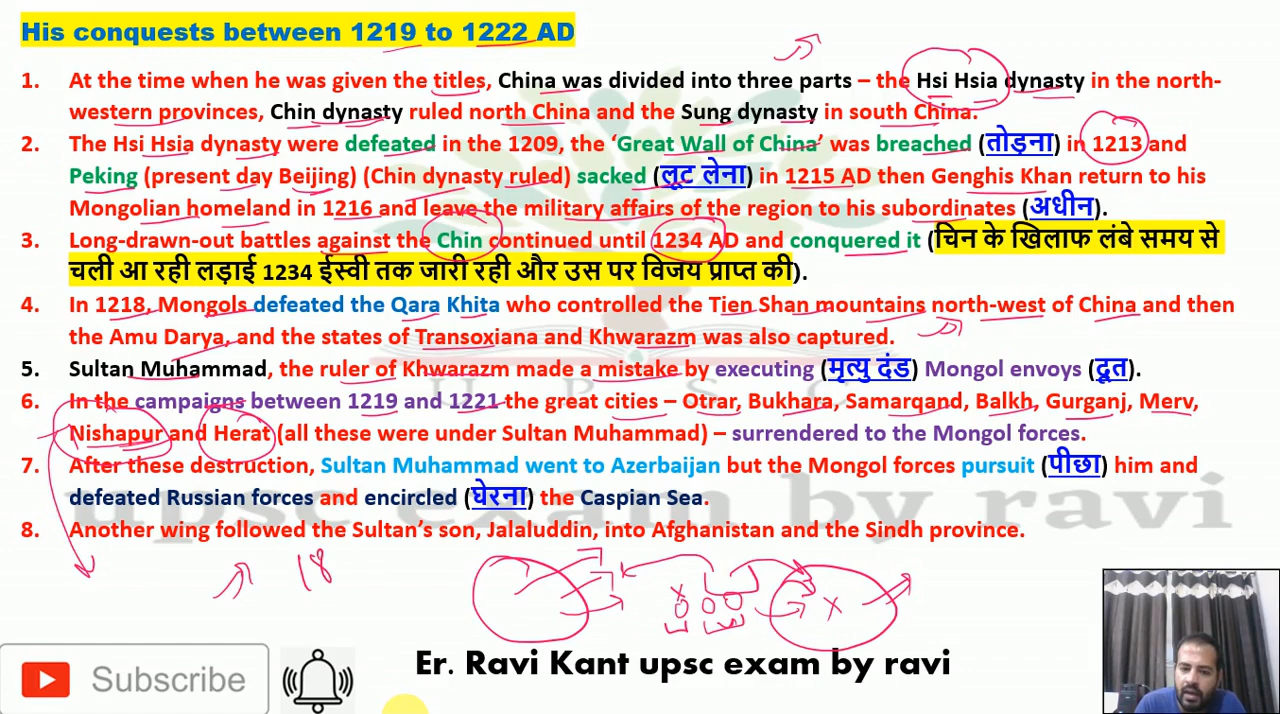 His conquests between 1219 to 1222 AD
1. At the time when he was given the titles, China was divided into three parts – the Hsi Hsia dynasty in the north-
western provinces, Chin dynasty ruled north China and the Sung dynasty in south China.
2. The Hsi Hsia dynasty were defeated in the 1209, the ‘Great Wall of China’ was breached (तोड़ना) in 1213 and
Peking (present day Beijing) (Chin dynasty ruled) sacked (लूट लेना) in 1215 AD then Genghis Khan return to his
Mongolian homeland in 1216 and leave the military affairs of the region to his subordinates (अधीन).
3. Long-drawn-out battles against the Chin continued until 1234 AD and conquered it (चिन के खिलाफ लंबे समय से
चली आ रही लड़ाई 1234 ईस्वी तक जारी रही और उस पर विजय प्राप्त की).
4. In 1218, Mongols defeated the Qara Khita who controlled the Tien Shan mountains north-west of China and then
the Amu Darya, and the states of Transoxiana and Khwarazm was also captured.
5. Sultan Muhammad, the ruler of Khwarazm made a mistake by executing (मृत्यु दंड) Mongol envoys (दूत).
6. In the campaigns between 1219 and 1221 the great cities – Otrar, Bukhara, Samarqand, Balkh, Gurganj, Merv,
Nishapur and Herat (all these were under Sultan Muhammad) – surrendered to the Mongol forces.
7. After these destruction, Sultan Muhammad went to Azerbaijan but the Mongol forces pursuit (पीछा) him and
defeated Russian forces and encircled (घेरना) the Caspian Sea.
8. Another wing followed the Sultan’s son, Jalaluddin, into Afghanistan and the Sindh province.
18
UPSC
upsc exam by ravi
Subscribe
Er. Ravi Kant upsc exam by ravi